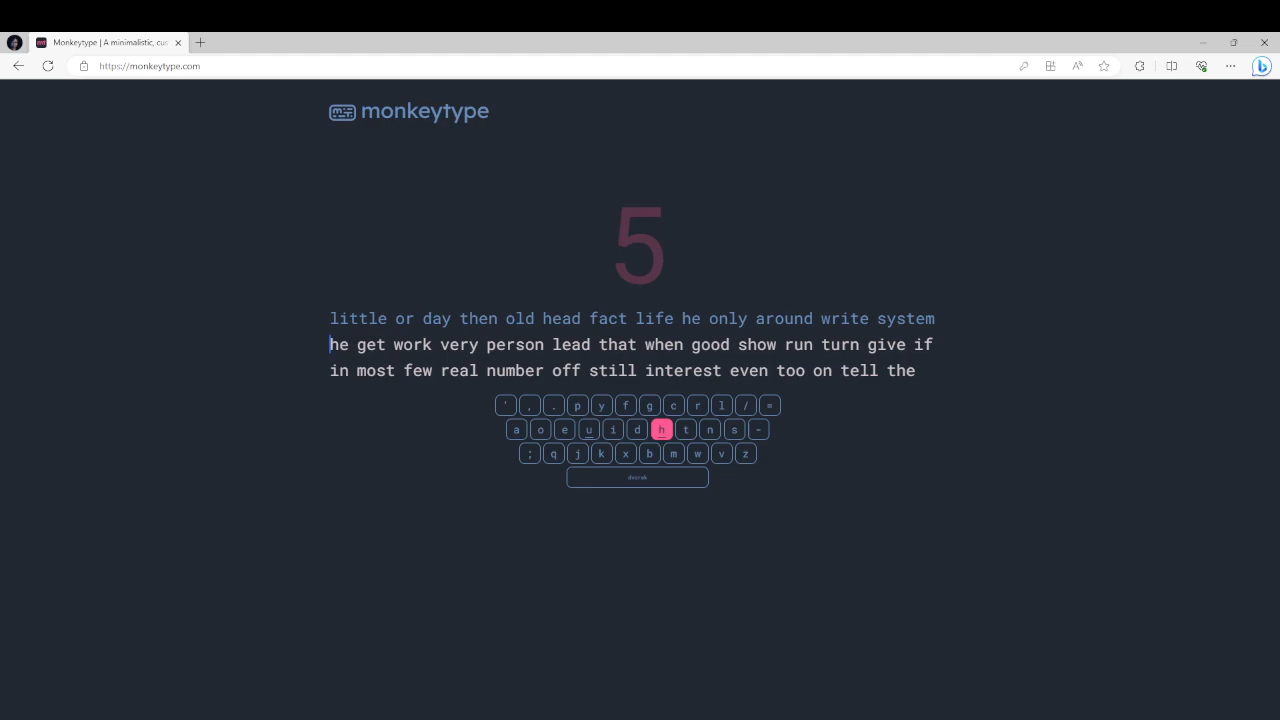 Monkeytype | A minimalistic, cus
https://monkeytype.com
monkeytype
5
little or day then old head fact life he only around write system
he get work very person lead that when good show run turn give if
in most few real number off still interest even too on tell the
' , . p y f g c r l / =
a o e u i d h t n s -
; q j k x b m w v z
dvorak